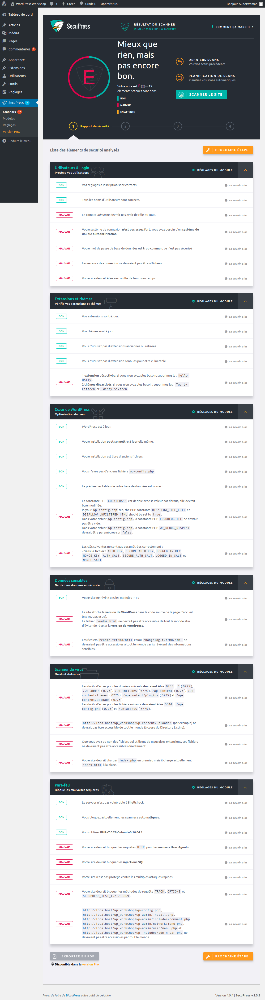 WordPress Workshop 1 Créer Grade E UpdraftPlus Bonjour, Superwoman
Tableau de bord
Articles
Médias
Pages
Commentaires 1
Apparence
Extensions
Utilisateurs
Outils
Réglages
SecuPress 19
Scanners 19
Modules
Réglages
Version PRO
Réduire le menu
SecuPress
RÉSULTAT DU SCANNER
jeudi 22 mars 2018 à 16:01:09
COMMENT ÇA MARCHE ?
E
Mieux que
rien, mais
pas encore
bon.
Votre note est E — 15
éléments scannés sont bons.
BON
MAUVAIS
EN ATTENTE
DERNIERS SCANS
Voir vos scans précédents
PLANIFICATION DE SCANS
Planifiez vos scans automatiques
SCANNER LE SITE
1 Rapport de sécurité 2 3 4
Liste des éléments de sécurité analysés
PROCHAINE ÉTAPE
Utilisateurs & Login
Protège vos utilisateurs
RÉGLAGES DU MODULE
BON Vos réglages d'inscription sont corrects. en savoir plus
BON Tous les noms d'utilisateurs sont corrects. en savoir plus
MAUVAIS Le compte admin ne devrait pas avoir de rôle du tout. en savoir plus
MAUVAIS Votre système de connexion n'est pas assez fort, vous avez besoin d'un système de
double authentification. en savoir plus
MAUVAIS Votre mot de passe de base de données est trop commun, ce n'est pas sécurisé en savoir plus
MAUVAIS Les erreurs de connexion ne devraient pas être affichées. en savoir plus
MAUVAIS Votre site devrait être verrouillé de temps en temps. en savoir plus
Extensions et thèmes
Vérifie vos extensions et thèmes
RÉGLAGES DU MODULE
BON Vos extensions sont à jour. en savoir plus
BON Vos thèmes sont à jour. en savoir plus
BON Vous n'utilisez pas d'extensions anciennes ou retirées. en savoir plus
BON Vous n'utilisez pas d'extension connues pour être vulnérable. en savoir plus
MAUVAIS 1 extension désactivée, si vous n'en avez plus besoin, supprimez la : Hello
Dolly .
2 thèmes désactivés, si vous n'en avez plus besoin, supprimez les : Twenty
Fifteen et Twenty Sixteen . en savoir plus
Cœur de WordPress
Optimisation du cœur
RÉGLAGES DU MODULE
BON WordPress est à jour. en savoir plus
BON Votre installation peut se mettre à jour elle même. en savoir plus
BON Votre installation est libre d'anciens fichiers. en savoir plus
BON Vous n'avez pas d'anciens fichiers wp-config.php . en savoir plus
BON Le préfixe des tables de votre base de données est correct. en savoir plus
MAUVAIS La constante PHP COOKIEHASH est définie avec sa valeur par défaut, elle devrait
être modifiée.
In your wp-config.php file, the PHP constants DISALLOW_FILE_EDIT et
DISALLOW_UNFILTERED_HTML should be set to true .
Dans votre fichier wp-config.php , la constante PHP ERRORLOGFILE ne devrait
pas être vide.
Dans votre fichier wp-config.php , la constante PHP WP_DEBUG_DISPLAY
devrait être paramétrée sur false . en savoir plus
MAUVAIS Les clés suivantes ne sont pas paramétrées correctement :
· Dans le fichier : AUTH_KEY , SECURE_AUTH_KEY , LOGGED_IN_KEY ,
NONCE_KEY , AUTH_SALT , SECURE_AUTH_SALT , LOGGED_IN_SALT et
NONCE_SALT . en savoir plus
Données sensibles
Gardez vos données en sécurité
RÉGLAGES DU MODULE
BON Votre site ne révèle pas les modules PHP. en savoir plus
MAUVAIS Le site affiche la version de WordPress dans le code source de la page d'accueil
(META, CSS et JS).
Le fichier readme.html ne devrait pas être accessible de tout le monde afin
d'éviter de révéler la version de WordPress. en savoir plus
MAUVAIS Les fichiers readme.txt/md/html et/ou changelog.txt/md/html ne
devraient pas être accessibles à tout le monde car ils révèlent des informations
sensibles. en savoir plus
Scanner de virus
Droits & Antivirus
RÉGLAGES DU MODULE
MAUVAIS Les droits d'accès pour les dossiers suivants devraient être 0755 : / ( 0775 ),
/wp-admin ( 0775 ), /wp-includes ( 0775 ), /wp-content ( 0775 ), /wp-
content/themes ( 0775 ), /wp-content/plugins ( 0775 ) et /wp-
content/uploads ( 0775 ).
Les droits d'accès pour les fichiers suivants devraient être 0644 : /wp-
config.php ( 0775 ) et /.htaccess ( 0775 ). en savoir plus
MAUVAIS http://localhost/wp_workshop/wp-content/uploads/ (par exemple) ne
devrait pas être accessible de tout le monde (à cause du Directory Listing). en savoir plus
MAUVAIS Que vous ayez ou non des fichiers qui utilisent de mauvaises extensions, ces fichiers
ne devraient pas être accessibles directement. en savoir plus
MAUVAIS Votre site devrait charger index.php en premier, mais il charge actuellement
index.html à la place. en savoir plus
Pare-feu
Bloque les mauvaises requêtes
RÉGLAGES DU MODULE
BON Le serveur n'est pas vulnérable à Shellshock. en savoir plus
BON Vous bloquez actuellement les scanners automatiques. en savoir plus
BON Vous utilisez PHPv7.0.28-0ubuntu0.16.04.1. en savoir plus
MAUVAIS Votre site devrait bloquer les requêtes HTTP pour les mauvais User Agents. en savoir plus
MAUVAIS Votre site devrait bloquer les injections SQL. en savoir plus
MAUVAIS Votre site n'est pas protégé contre les multiples attaques rapides. en savoir plus
MAUVAIS Votre site devrait bloquer les méthodes de requête TRACK , OPTIONS et
SECUPRESS_TEST_1521730869 . en savoir plus
MAUVAIS http://localhost/wp_workshop/wp-config.php ,
http://localhost/wp_workshop/wp-admin/install.php ,
http://localhost/wp_workshop/wp-admin/includes/comment.php ,
http://localhost/wp_workshop/wp-admin/network/menu.php ,
http://localhost/wp_workshop/wp-admin/user/menu.php et
http://localhost/wp_workshop/wp-includes/admin-bar.php ne
devraient pas être accessibles par tout le monde. en savoir plus
EXPORTER EN PDF
Disponible dans la version Pro
PROCHAINE ÉTAPE
Merci de faire de WordPress votre outil de création. Version 4.9.4 | SecuPress v.1.3.3